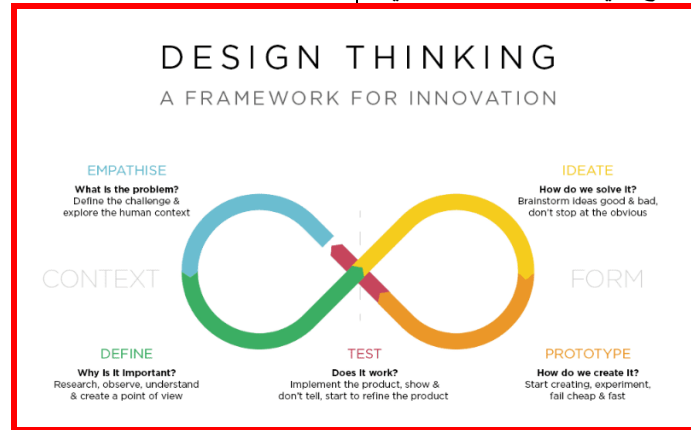 DESIGN THINKING
A FRAMEWORK FOR INNOVATION
EMPATHISE
What is the problem?
Define the challenge &
explore the human context
IDEATE
How do we solve it?
Brainstorm ideas good & bad,
don't stop at the obvious
CONTEXT
FORM
DEFINE
Why is it important?
Research, observe, understand
& create a point of view
TEST
Does it work?
Implement the product, show &
don't tell, start to refine the product
PROTOTYPE
How do we create it?
Start creating, experiment,
fail cheap & fast